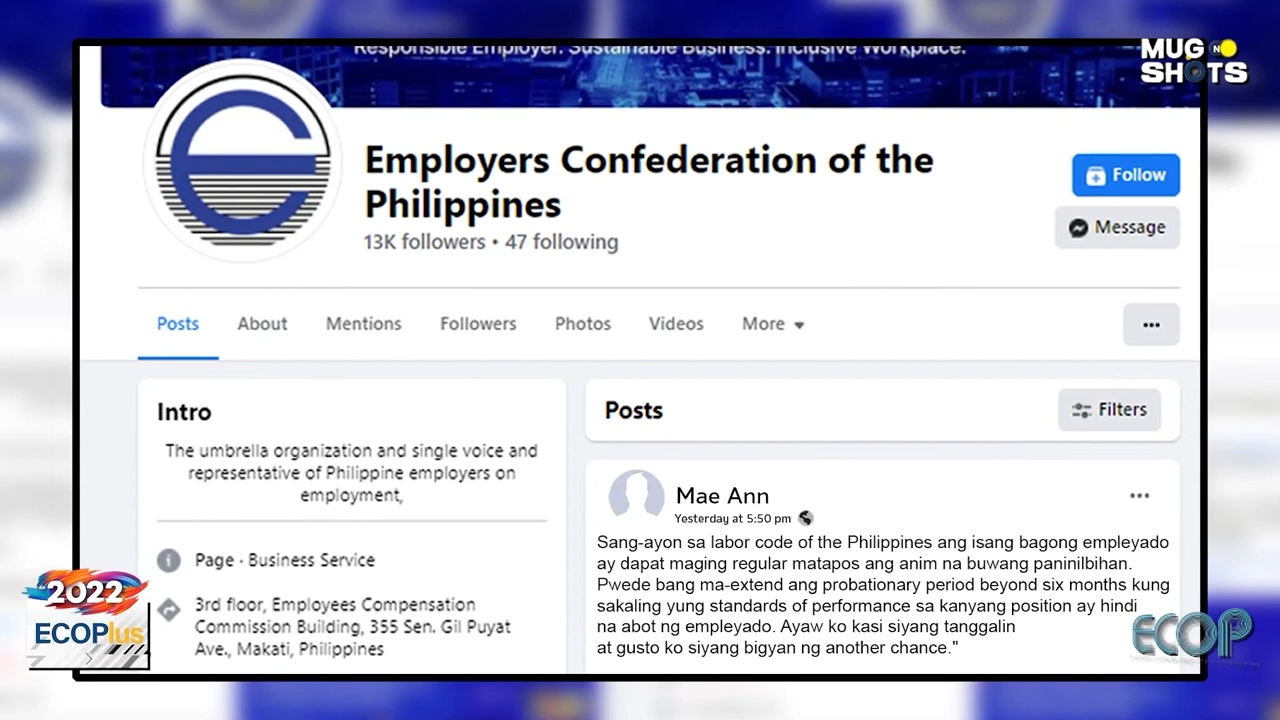 Responsible Employer. Sustainable Business. Inclusive Workplace.
MUG NO
SHOTS
Employers Confederation of the
Philippines
13K followers • 47 following
Follow
Message
Posts About Mentions Followers Photos Videos More
Intro
The umbrella organization and single voice and
representative of Philippine employers on
employment,
Page · Business Service
3rd floor, Employees Compensation
Commission Building, 355 Sen. Gil Puyat
Ave., Makati, Philippines
Posts
Filters
Mae Ann
Yesterday at 5:50 pm
Sang-ayon sa labor code of the Philippines ang isang bagong empleyado
ay dapat maging regular matapos ang anim na buwang paninilbihan.
Pwede bang ma-extend ang probationary period beyond six months kung
sakaling yung standards of performance sa kanyang position ay hindi
na abot ng empleyado. Ayaw ko kasi siyang tanggalin
at gusto ko siyang bigyan ng another chance."
2022
ECOPlus
ECOP